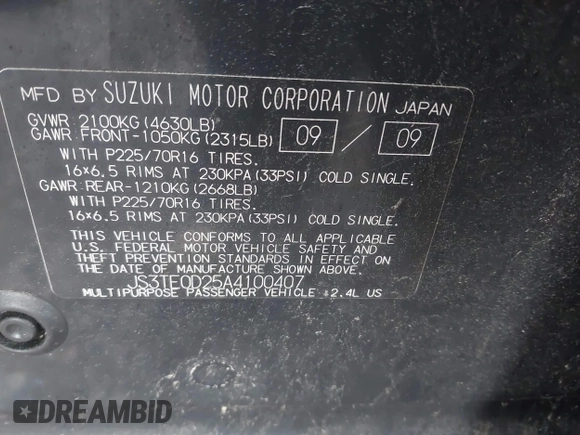 MFD BY SUZUKI MOTOR CORPORATION JAPAN
GVWR 2100KG (4630LB)
GAWR:FRONT-1050KG (2315LB) 09 / 09
WITH P225/70R16 TIRES.
16x6.5 RIMS AT 230KPA(33PSI) COLD SINGLE.
GAWR:REAR-1210KG (2668LB)
WITH P225/70R16 TIRES.
16x6.5 RIMS AT 230KPA(33PSI) COLD SINGLE.
THIS VEHICLE CONFORMS TO ALL APPLICABLE
U.S. FEDERAL MOTOR VEHICLE SAFETY AND
THEFT PREVENTION STANDARDS IN EFFECT ON
THE DATE OF MANUFACTURE SHOWN ABOVE.
JS3TE0D25A4100407
MULTIPURPOSE PASSENGER VEHICLE :2.4L US
DREAMBID